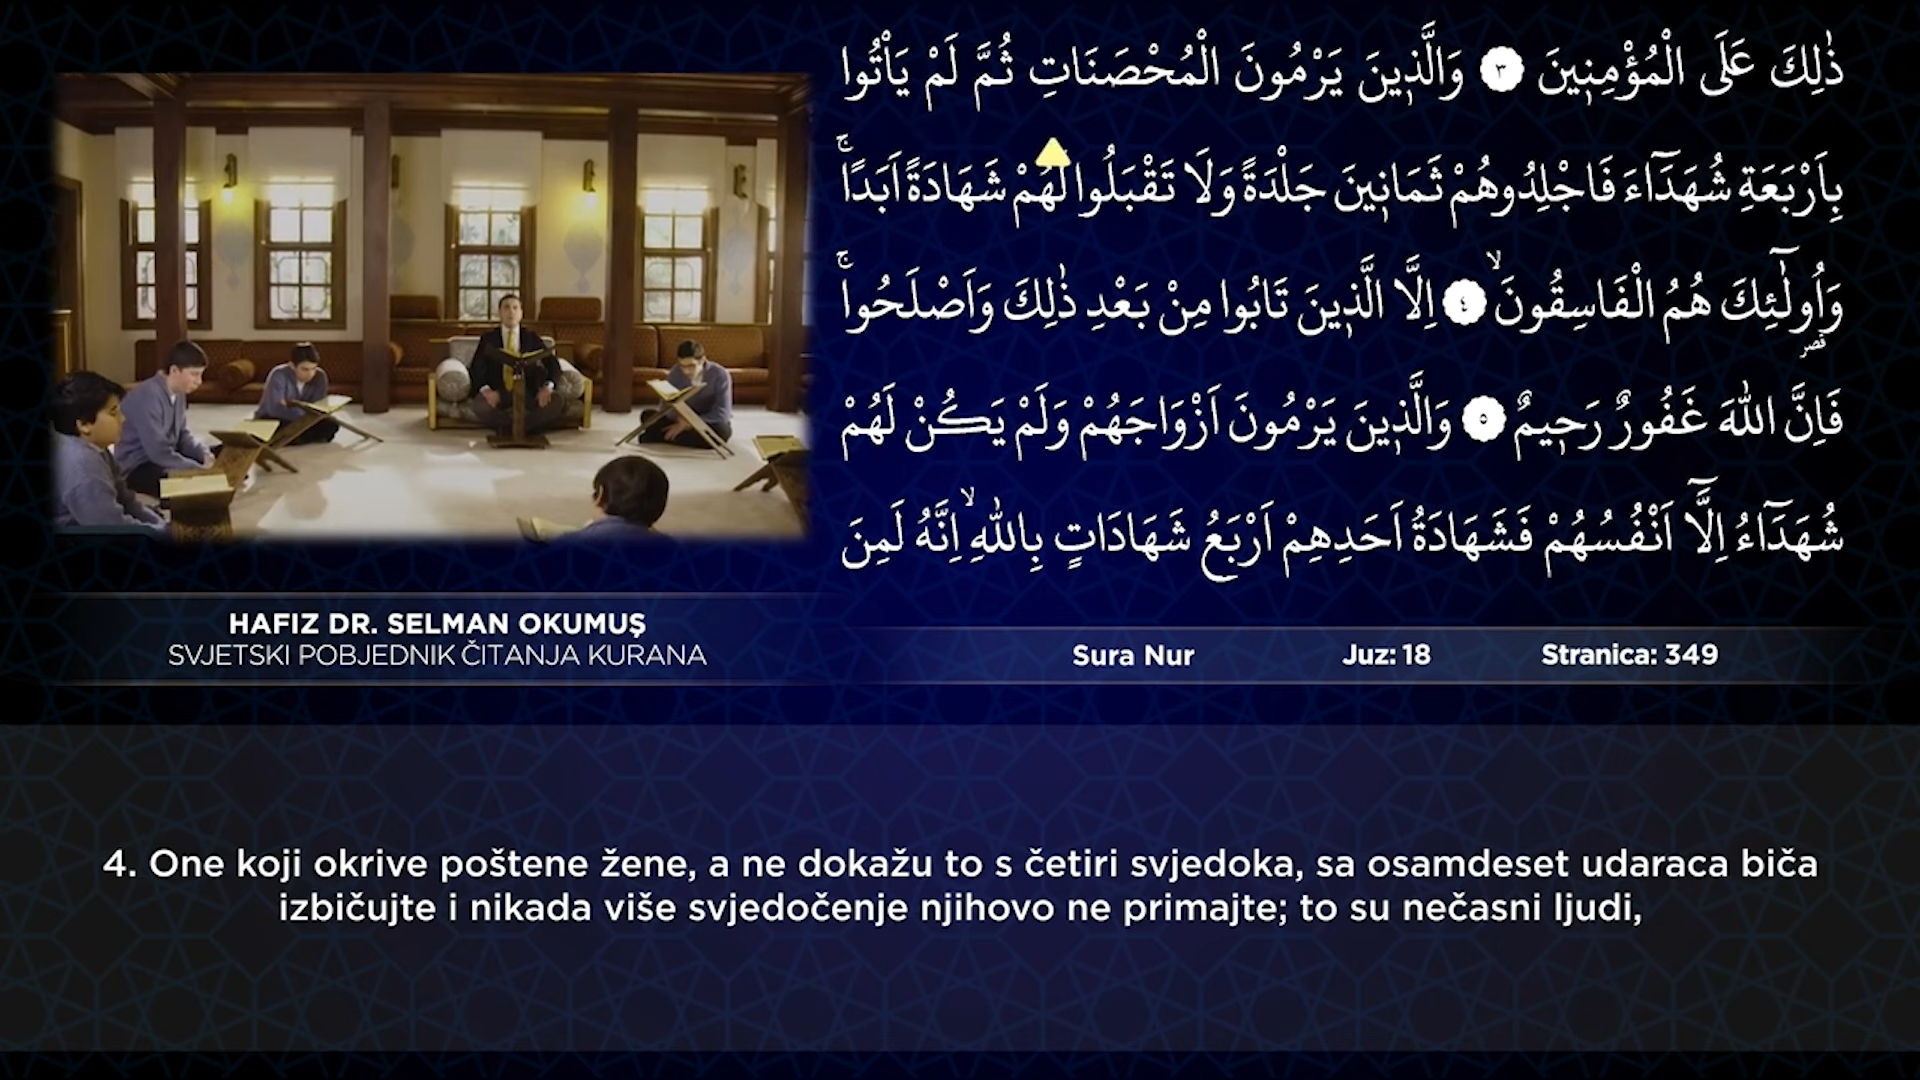 ذٰلِكَ عَلَى الْمُؤْمِنِينَ ٣ وَالَّذِينَ يَرْمُونَ الْمُحْصَنَاتِ ثُمَّ لَمْ يَأْتُوا
بِاَرْبَعَةِ شُهَدَٓاءَ فَاجْلِدُوهُمْ ثَمَانِينَ جَلْدَةً وَلَا تَقْبَلُوا لَهُمْ شَهَادَةً اَبَدًاۚ
وَاُو۬لٰٓئِكَ هُمُ الْفَاسِقُونَۙ ٤ اِلَّا الَّذِينَ تَابُوا مِنْ بَعْدِ ذٰلِكَ وَاَصْلَحُواۚ
فَاِنَّ اللّٰهَ غَفُورٌ رَحِيمٌ ٥ وَالَّذِينَ يَرْمُونَ اَزْوَاجَهُمْ وَلَمْ يَكُنْ لَهُمْ
شُهَدَٓاءُ اِلَّٓا اَنْفُسُهُمْ فَشَهَادَةُ اَحَدِهِمْ اَرْبَعُ شَهَادَاتٍ بِاللّٰهِۙ اِنَّهُ لَمِنَ
HAFIZ DR. SELMAN OKUMUŞ
SVJETSKI POBJEDNIK ČITANJA KURANA
Sura Nur Juz: 18 Stranica: 349
4. One koji okrive poštene žene, a ne dokažu to s četiri svjedoka, sa osamdeset udaraca biča
izbičujte i nikada više svjedočenje njihovo ne primajte; to su nečasni ljudi,